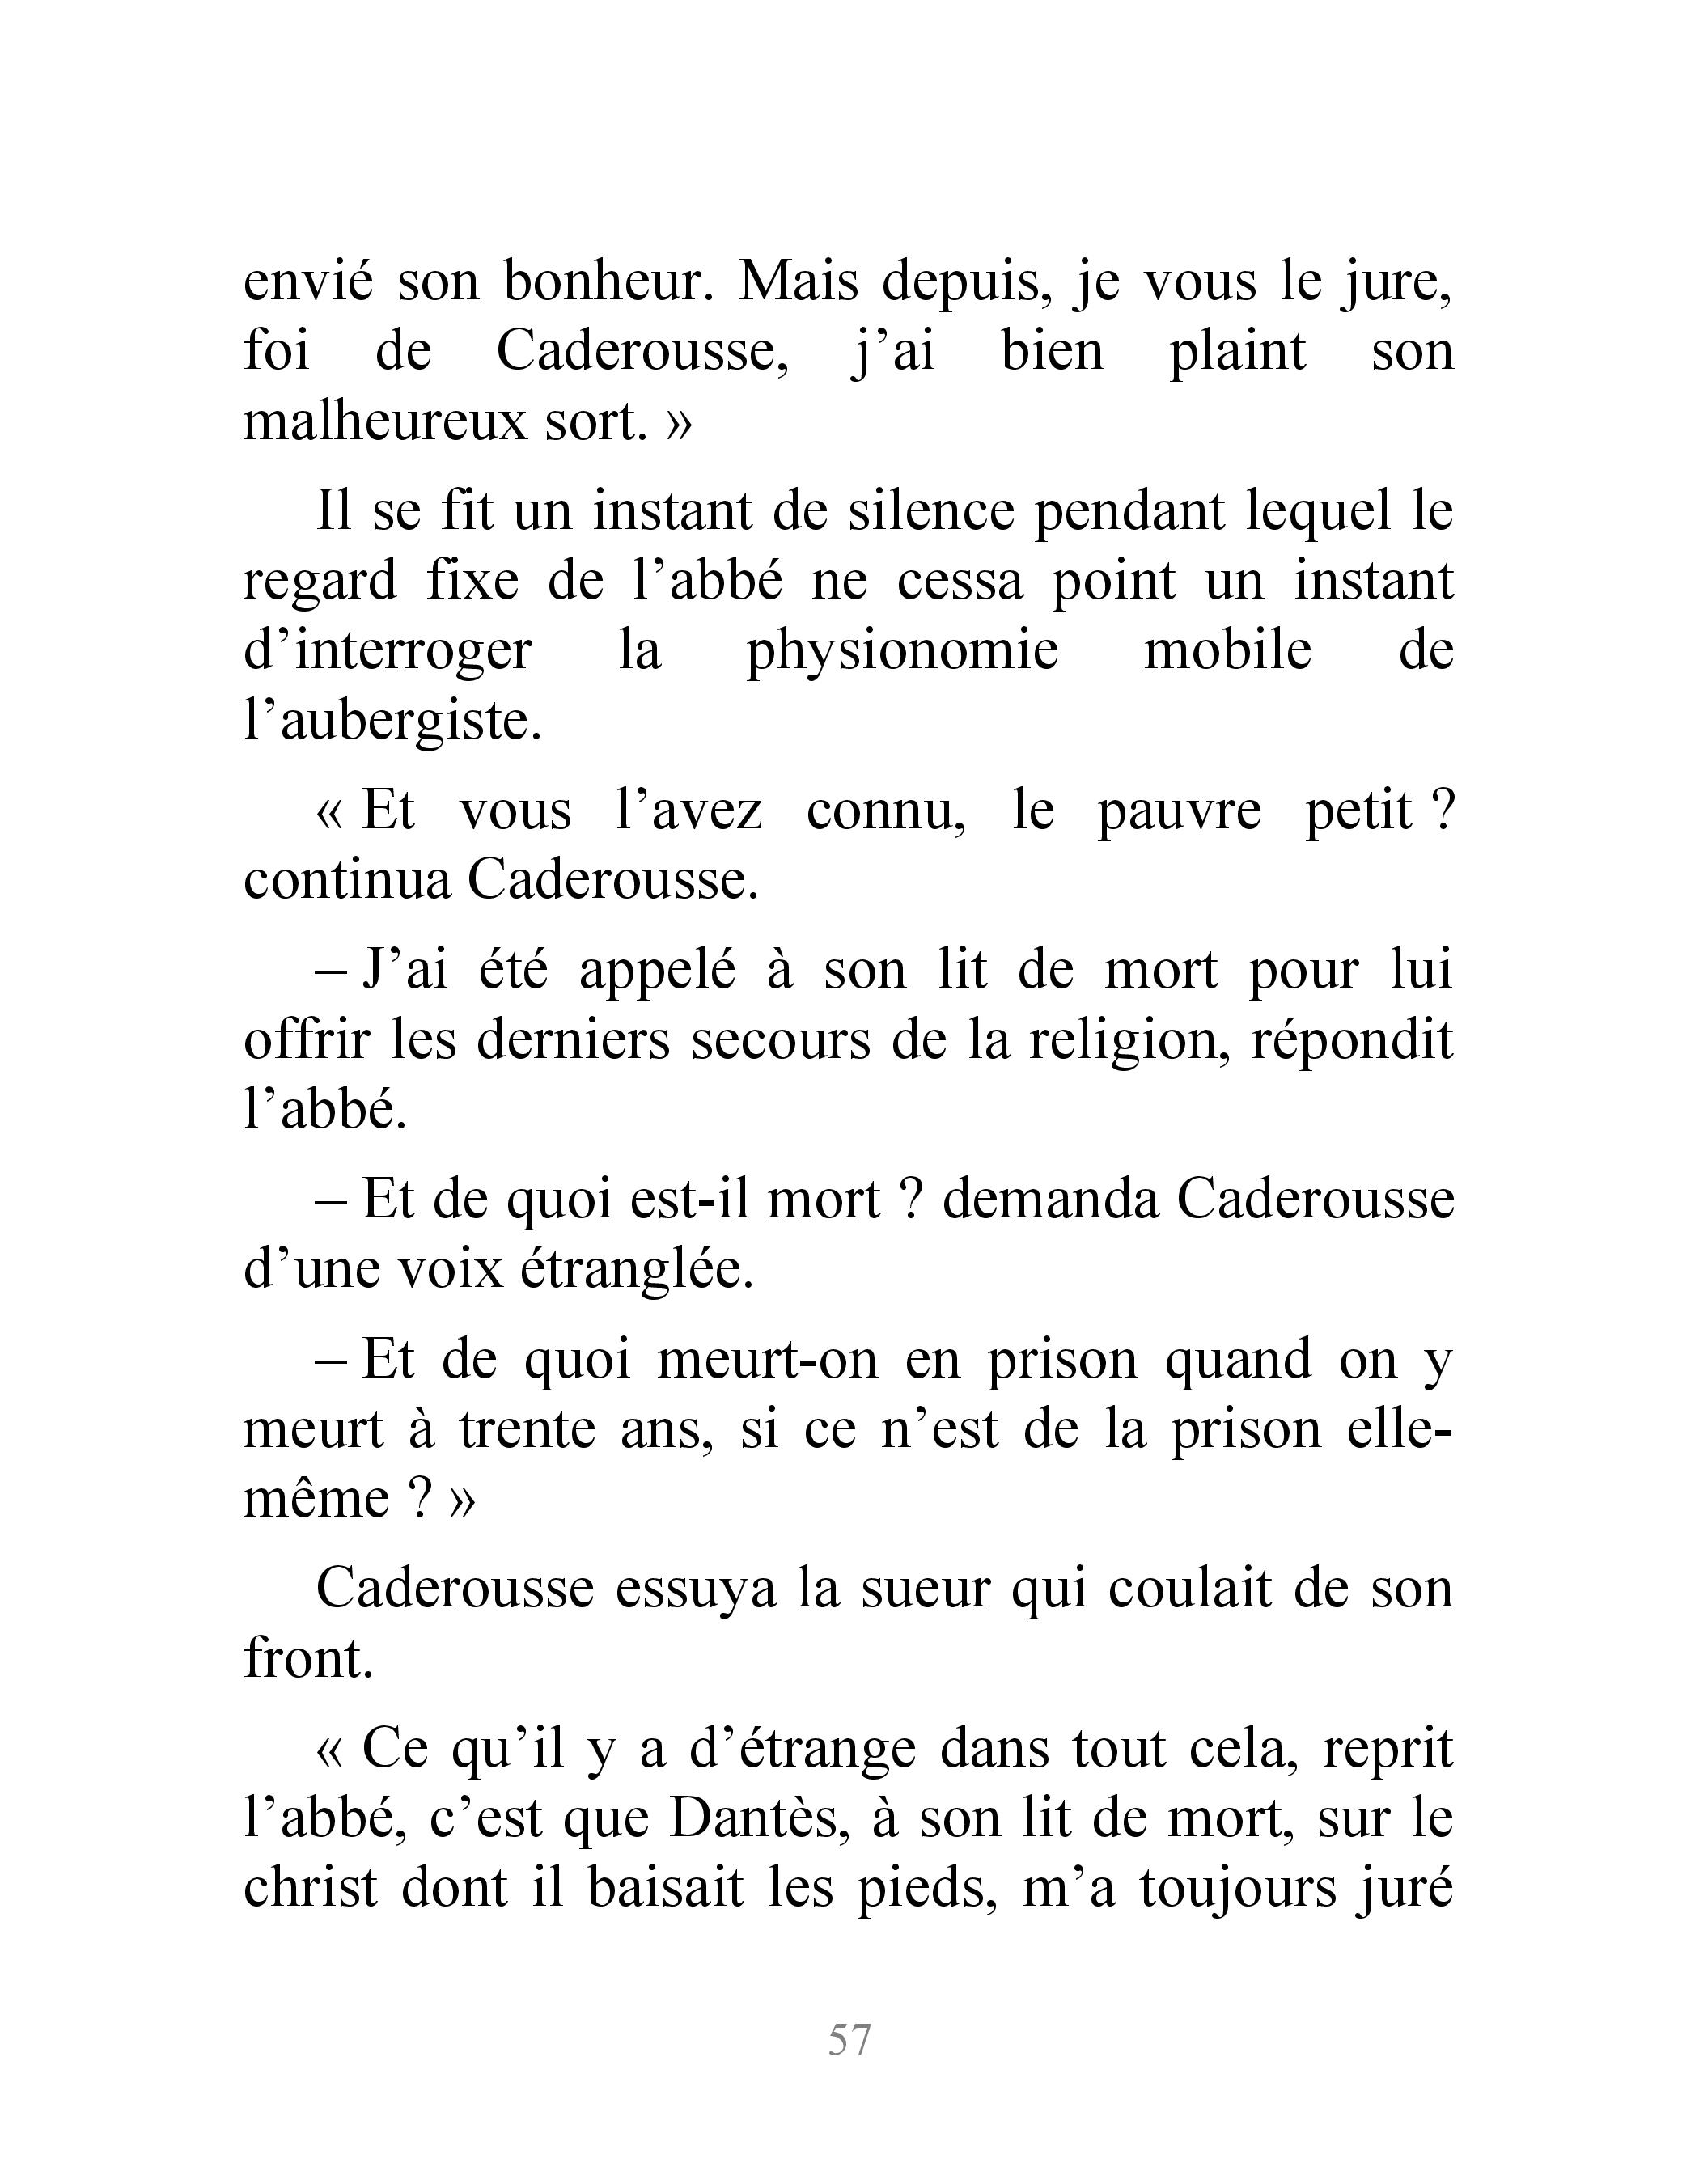 envié son bonheur. Mais depuis, je vous le jure,
foi de Caderousse, j’ai bien plaint son
malheureux sort. »
Il se fit un instant de silence pendant lequel le
regard fixe de l’abbé ne cessa point un instant
d’interroger la physionomie mobile de
l’aubergiste.
« Et vous l’avez connu, le pauvre petit ?
continua Caderousse.
– J’ai été appelé à son lit de mort pour lui
offrir les derniers secours de la religion, répondit
l’abbé.
– Et de quoi est-il mort ? demanda Caderousse
d’une voix étranglée.
– Et de quoi meurt-on en prison quand on y
meurt à trente ans, si ce n’est de la prison elle-
même ? »
Caderousse essuya la sueur qui coulait de son
front.
« Ce qu’il y a d’étrange dans tout cela, reprit
l’abbé, c’est que Dantès, à son lit de mort, sur le
christ dont il baisait les pieds, m’a toujours juré
57